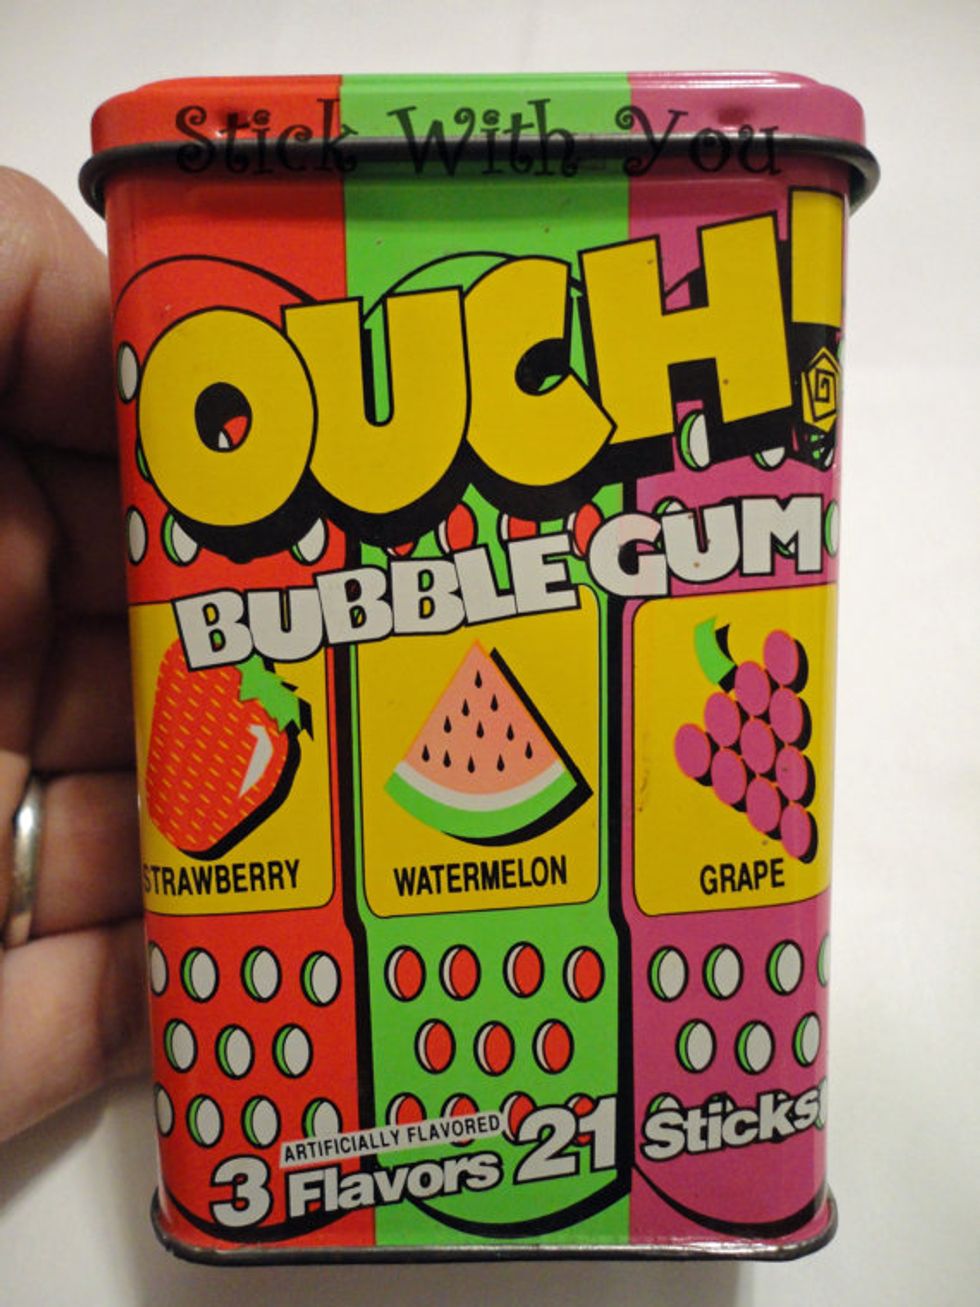 Stick With You
OUCH!
BUBBLE GUM
STRAWBERRY
WATERMELON
GRAPE
ARTIFICIALLY FLAVORED
3 Flavors 21 Sticks!